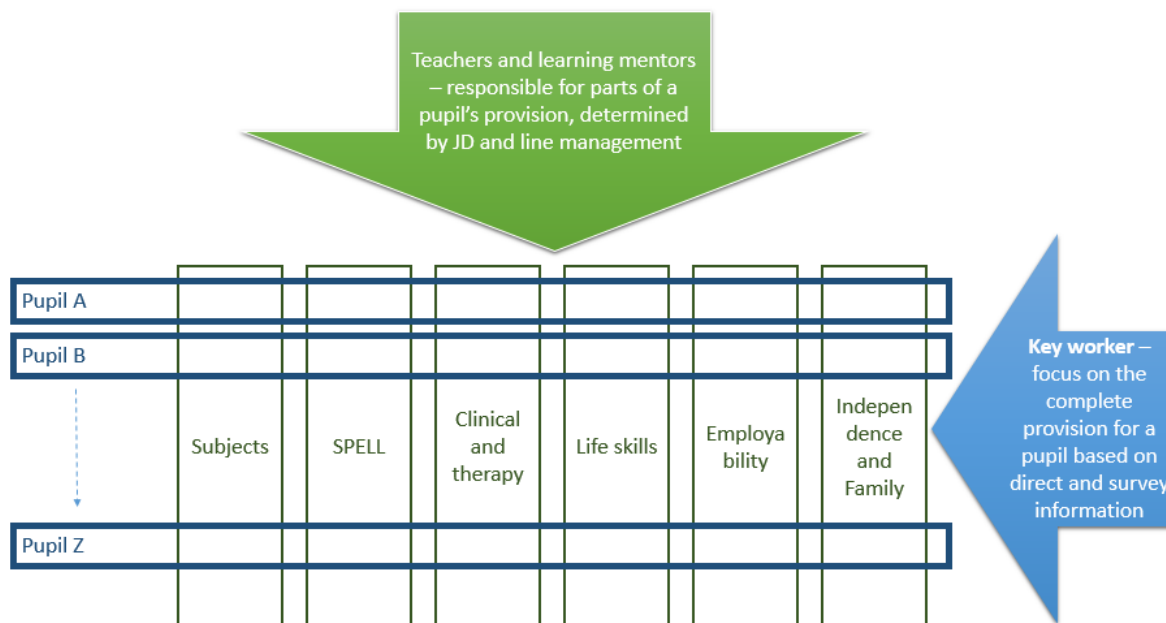 Teachers and learning mentors
– responsible for parts of a
pupil's provision, determined
by JD and line management
Pupil A
Pupil B
Subjects
SPELL
Clinical
and
therapy
Life skills
Employa
bility
Indepen
dence
and
Family
Pupil Z
Key worker –
focus on the
complete
provision for a
pupil based on
direct and survey
information